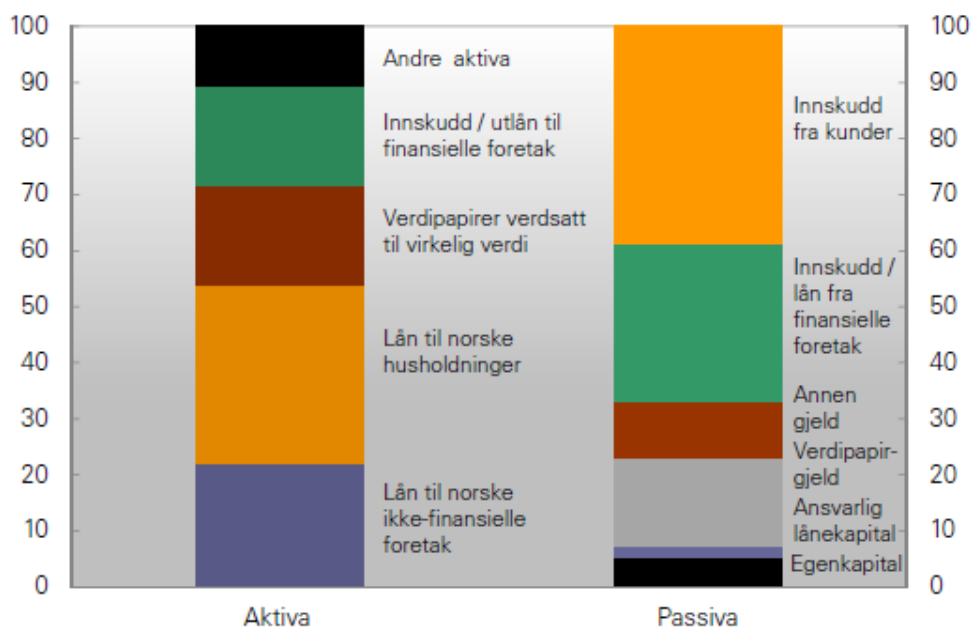 100
90
80
70
60
50
40
30
20
10
0
Andre aktiva
Innskudd / utlån til
finansielle foretak
Verdipapirer verdsatt
til virkelig verdi
Lån til norske
husholdninger
Lån til norske
ikke-finansielle
foretak
Innskudd
fra kunder
Innskudd /
lån fra
finansielle
foretak
Annen
gjeld
Verdipapir-
gjeld
Ansvarlig
lånekapital
Egenkapital
100
90
80
70
60
50
40
30
20
10
0
Aktiva
Passiva